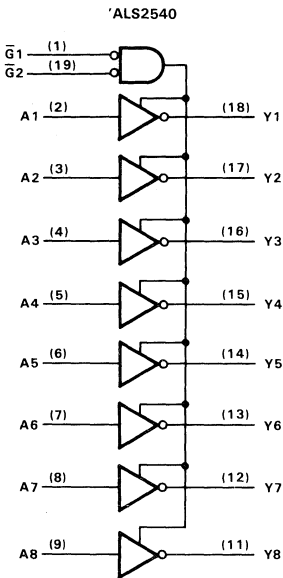 'ALS2540
G̅1 (1)
G̅2 (19)
A1 (2) (18) Y1
A2 (3) (17) Y2
A3 (4) (16) Y3
A4 (5) (15) Y4
A5 (6) (14) Y5
A6 (7) (13) Y6
A7 (8) (12) Y7
A8 (9) (11) Y8